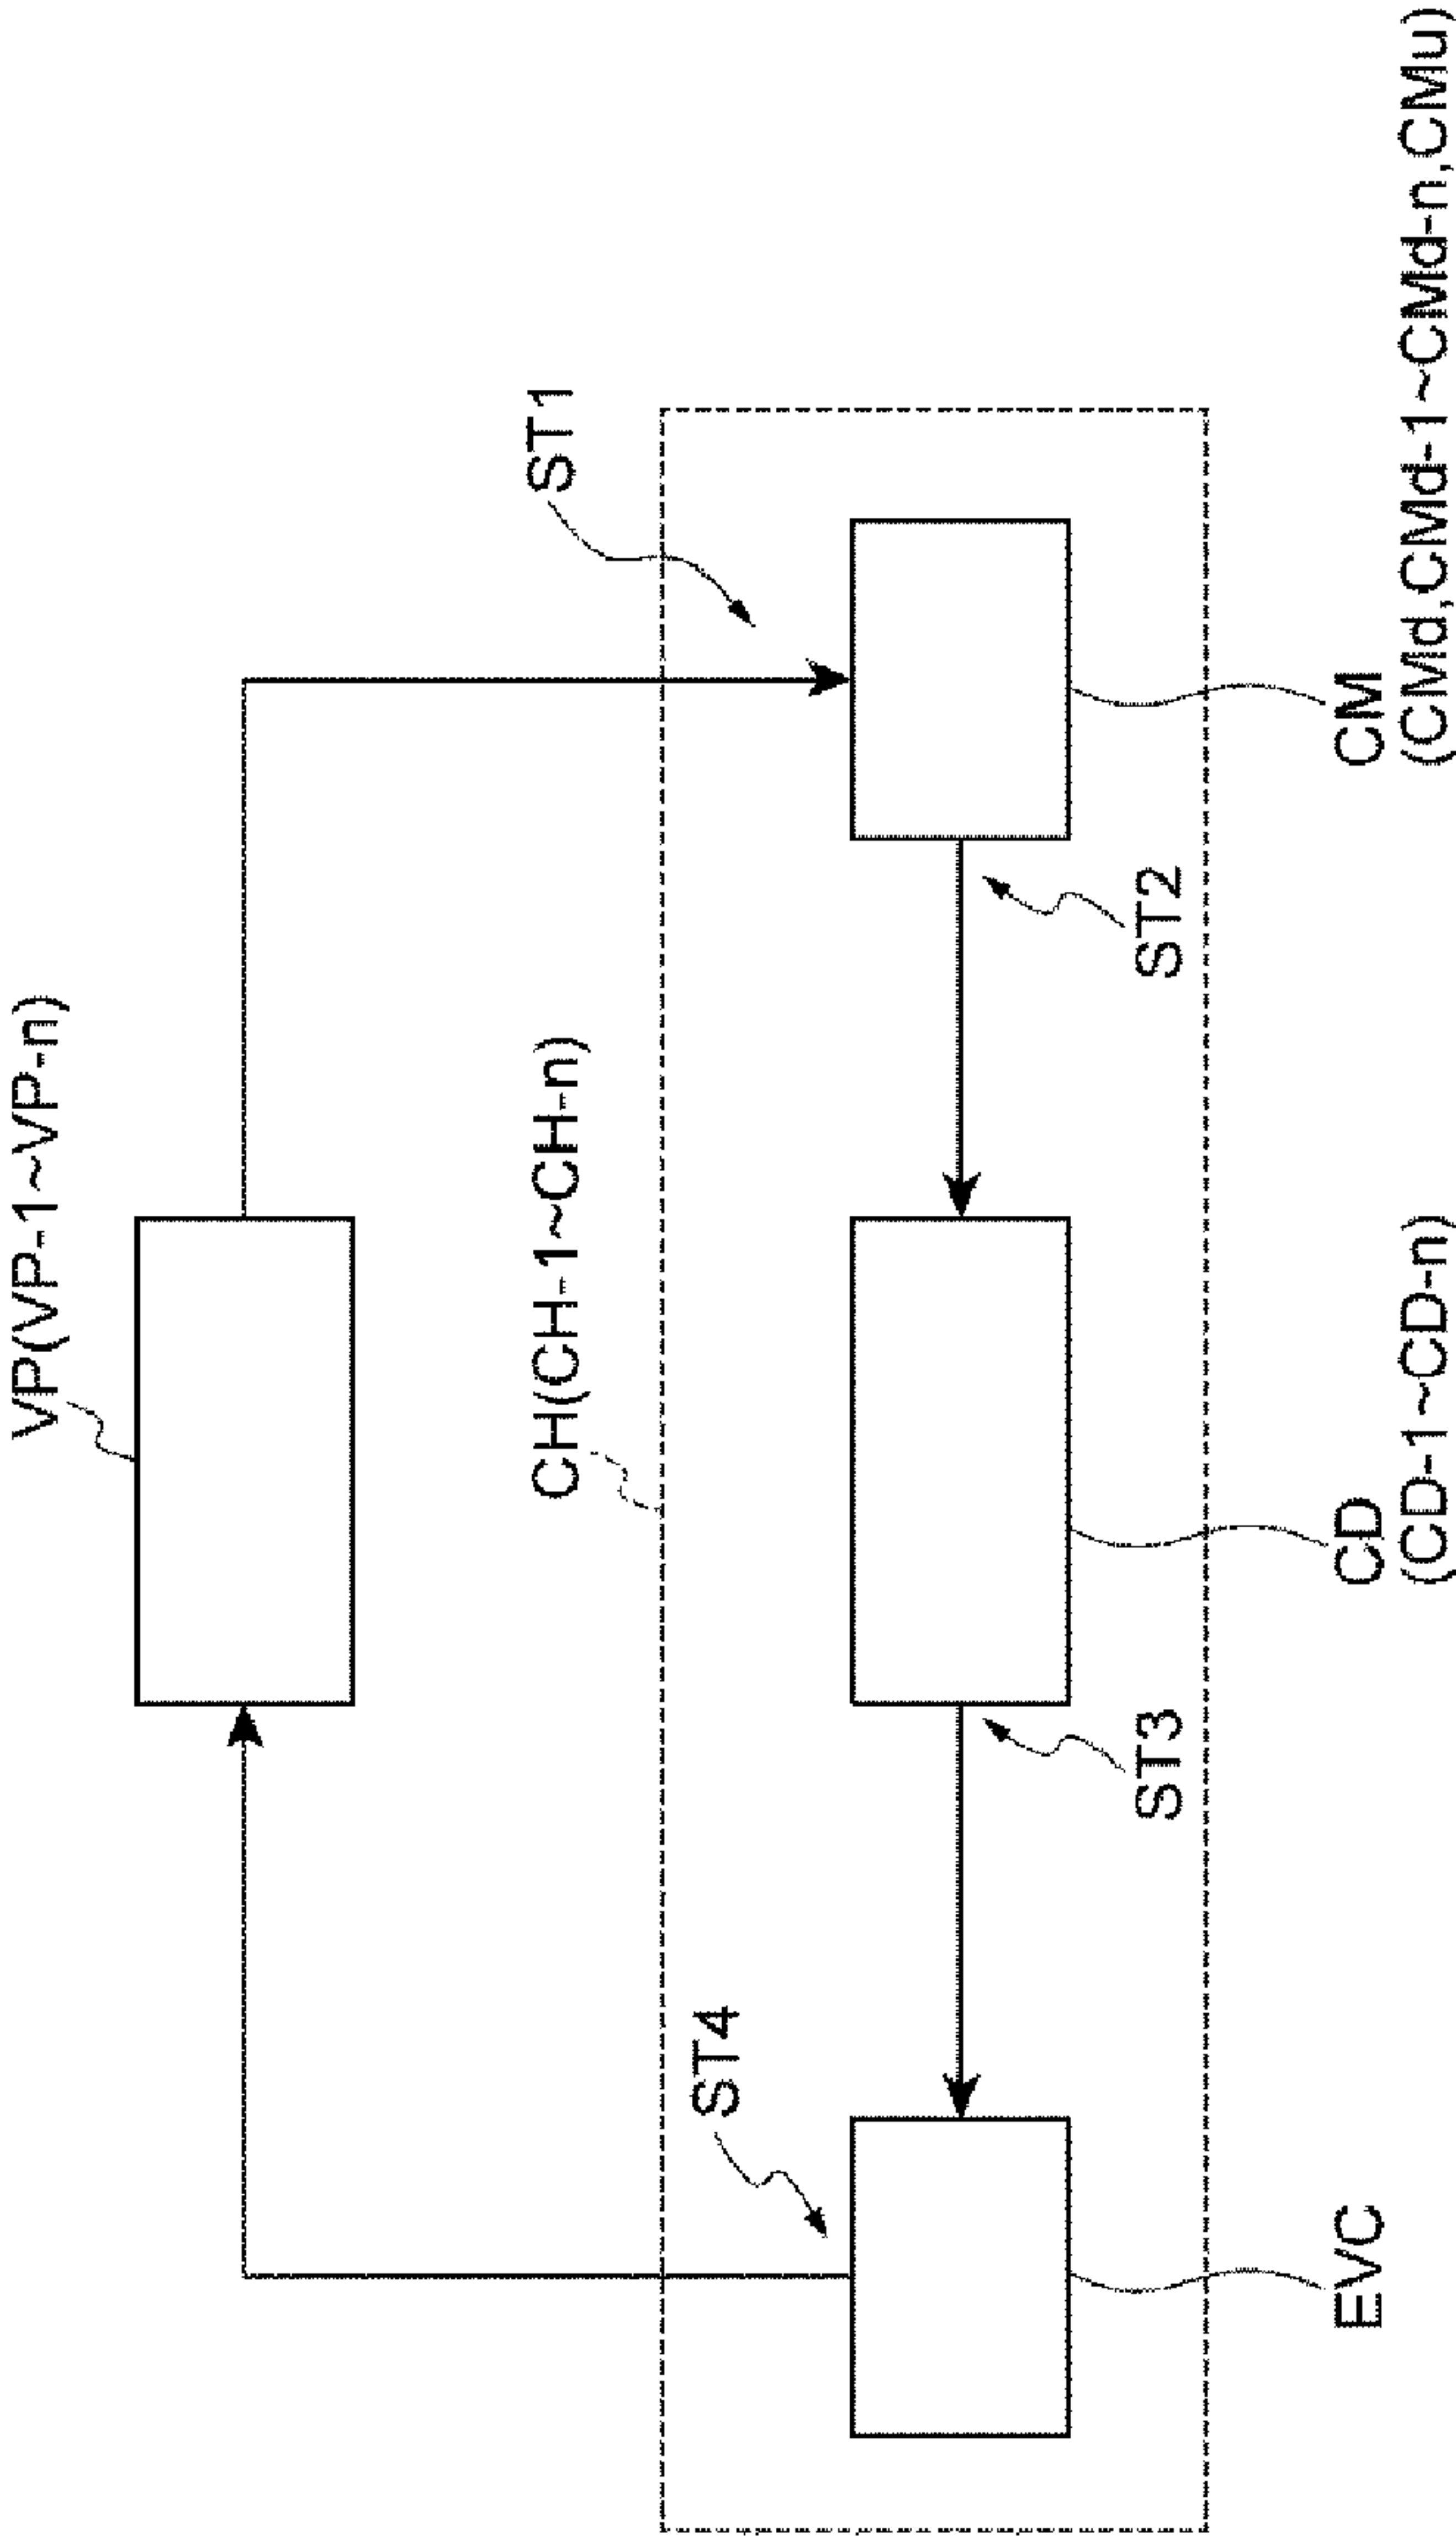 VP(VP-1~VP-n)
CH(CH-1~CH-n)
ST4
ST1
ST3
ST2
EVC
CD
(CD-1~CD-n)
CM
(CMd,CMd-1~CMd-n,CMu)